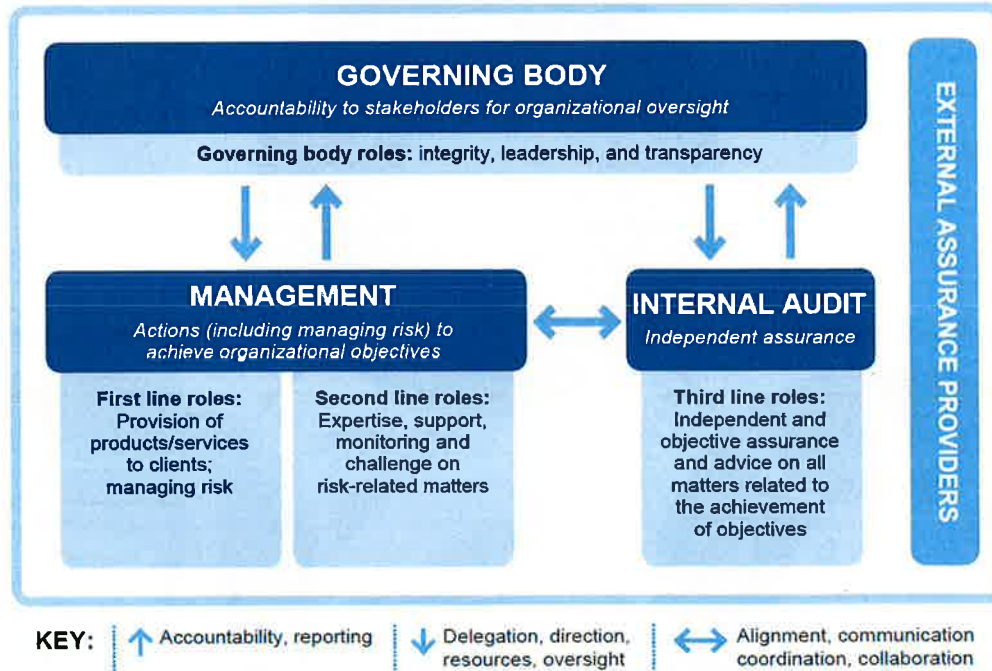 GOVERNING BODY
Accountability to stakeholders for organizational oversight
Governing body roles: integrity, leadership, and transparency
MANAGEMENT
Actions (including managing risk) to
achieve organizational objectives
First line roles:
Provision of
products/services
to clients;
managing risk
Second line roles:
Expertise, support,
monitoring and
challenge on
risk-related matters
INTERNAL AUDIT
Independent assurance
Third line roles:
Independent and
objective assurance
and advice on all
matters related to
the achievement
of objectives
EXTERNAL ASSURANCE PROVIDERS
KEY:
Accountability, reporting
Delegation, direction,
resources, oversight
Alignment, communication
coordination, collaboration